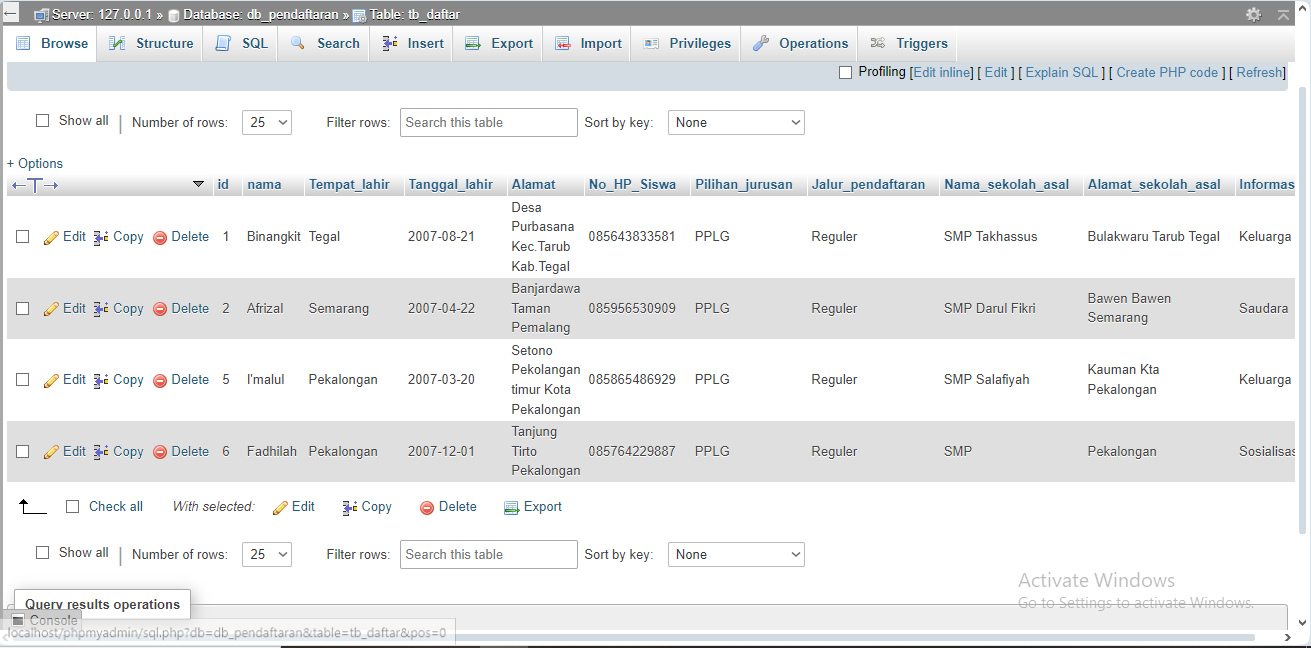 Server: 127.0.0.1 » Database: db_pendaftaran » Table: tb_daftar
Browse Structure SQL Search Insert Export Import Privileges Operations Triggers
Profiling [Edit inline] [ Edit ] [ Explain SQL ] [ Create PHP code ] [ Refresh]
Show all | Number of rows: 25 Filter rows: Search this table Sort by key: None
+ Options
←T→ id nama Tempat_lahir Tanggal_lahir Alamat No_HP_Siswa Pilihan_jurusan Jalur_pendaftaran Nama_sekolah_asal Alamat_sekolah_asal Informas
Desa
Purbasana
Edit Copy Delete 1 Binangkit Tegal 2007-08-21 Kec.Tarub 085643833581 PPLG Reguler SMP Takhassus Bulakwaru Tarub Tegal Keluarga
Kab.Tegal
Banjardawa
Bawen Bawen
Edit Copy Delete 2 Afrizal Semarang 2007-04-22 Taman 085956530909 PPLG Reguler SMP Darul Fikri Semarang Saudara
Pemalang
Setono
Pekolangan Kauman Kta
Edit Copy Delete 5 I'malul Pekalongan 2007-03-20 timur Kota 085865486929 PPLG Reguler SMP Salafiyah Pekalongan Keluarga
Pekalongan
Tanjung
Edit Copy Delete 6 Fadhilah Pekalongan 2007-12-01 Tirto 085764229887 PPLG Reguler SMP Pekalongan Sosialisas
Pekalongan
Check all With selected: Edit Copy Delete Export
Show all | Number of rows: 25 Filter rows: Search this table Sort by key: None
Activate Windows
Go to Settings to activate Windows.
Query results operations
Console
localhost/phpmyadmin/sql.php?db=db_pendaftaran&table=tb_daftar&pos=0